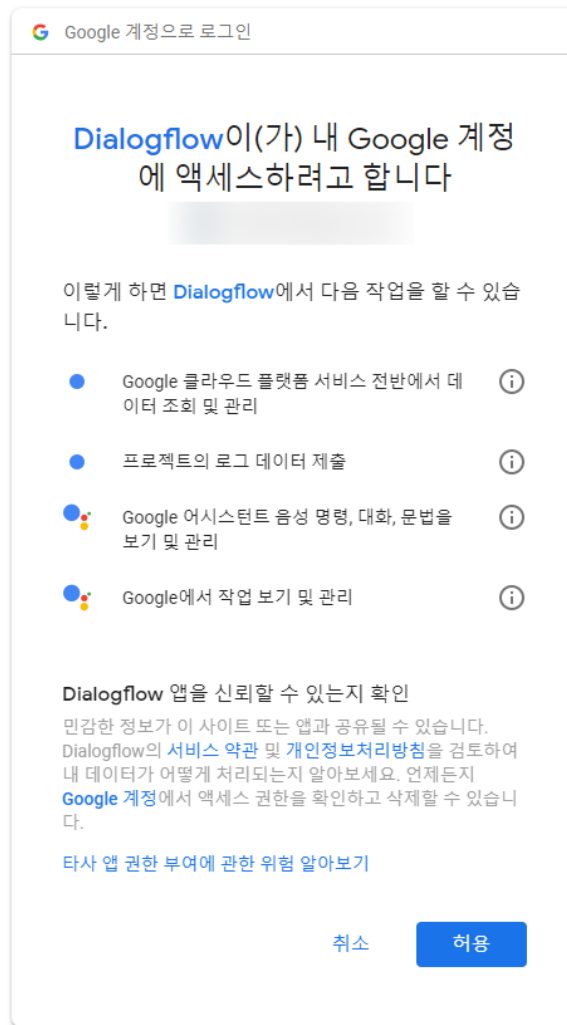 Google 계정으로 로그인
Dialogflow이(가) 내 Google 계정
에 액세스하려고 합니다
이렇게 하면 Dialogflow에서 다음 작업을 할 수 있습
니다.
Google 클라우드 플랫폼 서비스 전반에서 데
이터 조회 및 관리
프로젝트의 로그 데이터 제출
Google 어시스턴트 음성 명령, 대화, 문법을
보기 및 관리
Google에서 작업 보기 및 관리
Dialogflow 앱을 신뢰할 수 있는지 확인
민감한 정보가 이 사이트 또는 앱과 공유될 수 있습니다.
Dialogflow의 서비스 약관 및 개인정보처리방침을 검토하여
내 데이터가 어떻게 처리되는지 알아보세요. 언제든지
Google 계정에서 액세스 권한을 확인하고 삭제할 수 있습니
다.
타사 앱 권한 부여에 관한 위험 알아보기
취소
허용